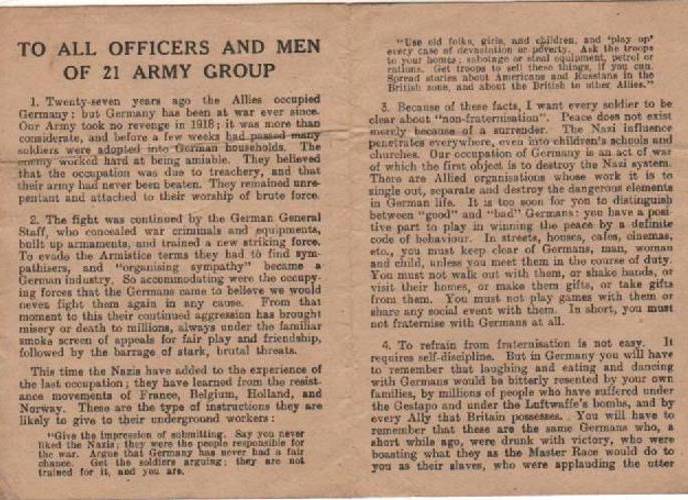 TO ALL OFFICERS AND MEN
OF 21 ARMY GROUP
1. Twenty-seven years ago the Allies occupied
Germany; but Germany has been at war ever since.
Our Army took no revenge in 1918; it was more than
considerate, and before a few weeks had passed many
soldiers were adopted into German households. The
enemy worked hard at being amiable. They believed
that the occupation was due to treachery, and that
their army had never been beaten. They remained unre-
pentant and attached to their worship of brute force.
2. The fight was continued by the German General
Staff, who concealed war criminals and equipments,
built up armaments, and trained a new striking force.
To evade the Armistice terms they had to find sym-
pathisers, and "organising sympathy" became a
German industry. So accommodating were the occupy-
ing forces that the Germans came to believe we would
never fight them again in any cause. From that
moment to this their continued aggression has brought
misery or death to millions, always under the familiar
smoke screen of appeals for fair play and friendship,
followed by the barrage of stark, brutal threats.
This time the Nazis have added to the experience of
the last occupation; they have learned from the resist-
ance movements of France, Belgium, Holland, and
Norway. These are the type of instructions they are
likely to give to their underground workers:
"Give the impression of submitting. Say you never
liked the Nazis; they were the people responsible for
the war. Argue that Germany has never had a fair
chance. Get the soldiers arguing; they are not
trained for it, and you are.
"Use old folks, girls, and children, and 'play up'
every case of devastation or poverty. Ask the troops
to your homes; sabotage or steal equipment, petrol or
rations. Get troops to sell these things, if you can.
Spread stories about Americans and Russians in the
British zone, and about the British to other Allies."
3. Because of these facts, I want every soldier to be
clear about "non-fraternisation". Peace does not exist
merely because of a surrender. The Nazi influence
penetrates everywhere, even into children's schools and
churches. Our occupation of Germany is an act of war
of which the first object is to destroy the Nazi system.
There are Allied organisations whose work it is to
single out, separate and destroy the dangerous elements
in German life. It is too soon for you to distinguish
between "good" and "bad" Germans; you have a posi-
tive part to play in winning the peace by a definite
code of behaviour. In streets, houses, cafes, cinemas,
etc., you must keep clear of Germans, man, woman
and child, unless you meet them in the course of duty.
You must not walk out with them, or shake hands, or
visit their homes, or make them gifts, or take gifts
from them. You must not play games with them or
share any social event with them. In short, you must
not fraternise with Germans at all.
4. To refrain from fraternisation is not easy. It
requires self-discipline. But in Germany you will have
to remember that laughing and eating and dancing
with Germans would be bitterly resented by your own
families, by millions of people who have suffered under
the Gestapo and under the Luftwaffe's bombs, and by
every Ally that Britain possesses. You will have to
remember that these are the same Germans who, a
short while ago, were drunk with victory, who were
boasting what they as the Master Race would do to
you as their slaves, who were applauding the utter